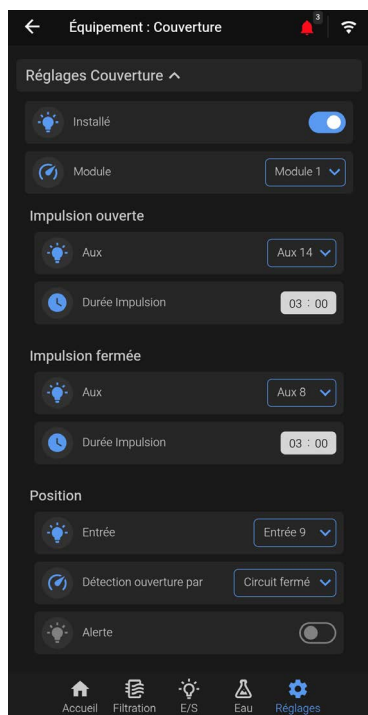 Équipement : Couverture
3
Réglages Couverture
Installé
Module
Module 1
Impulsion ouverte
Aux
Aux 14
Durée Impulsion
03 : 00
Impulsion fermée
Aux
Aux 8
Durée Impulsion
03 : 00
Position
Entrée
Entrée 9
Détection ouverture par
Circuit fermé
Alerte
Accueil Filtration E/S Eau Réglages